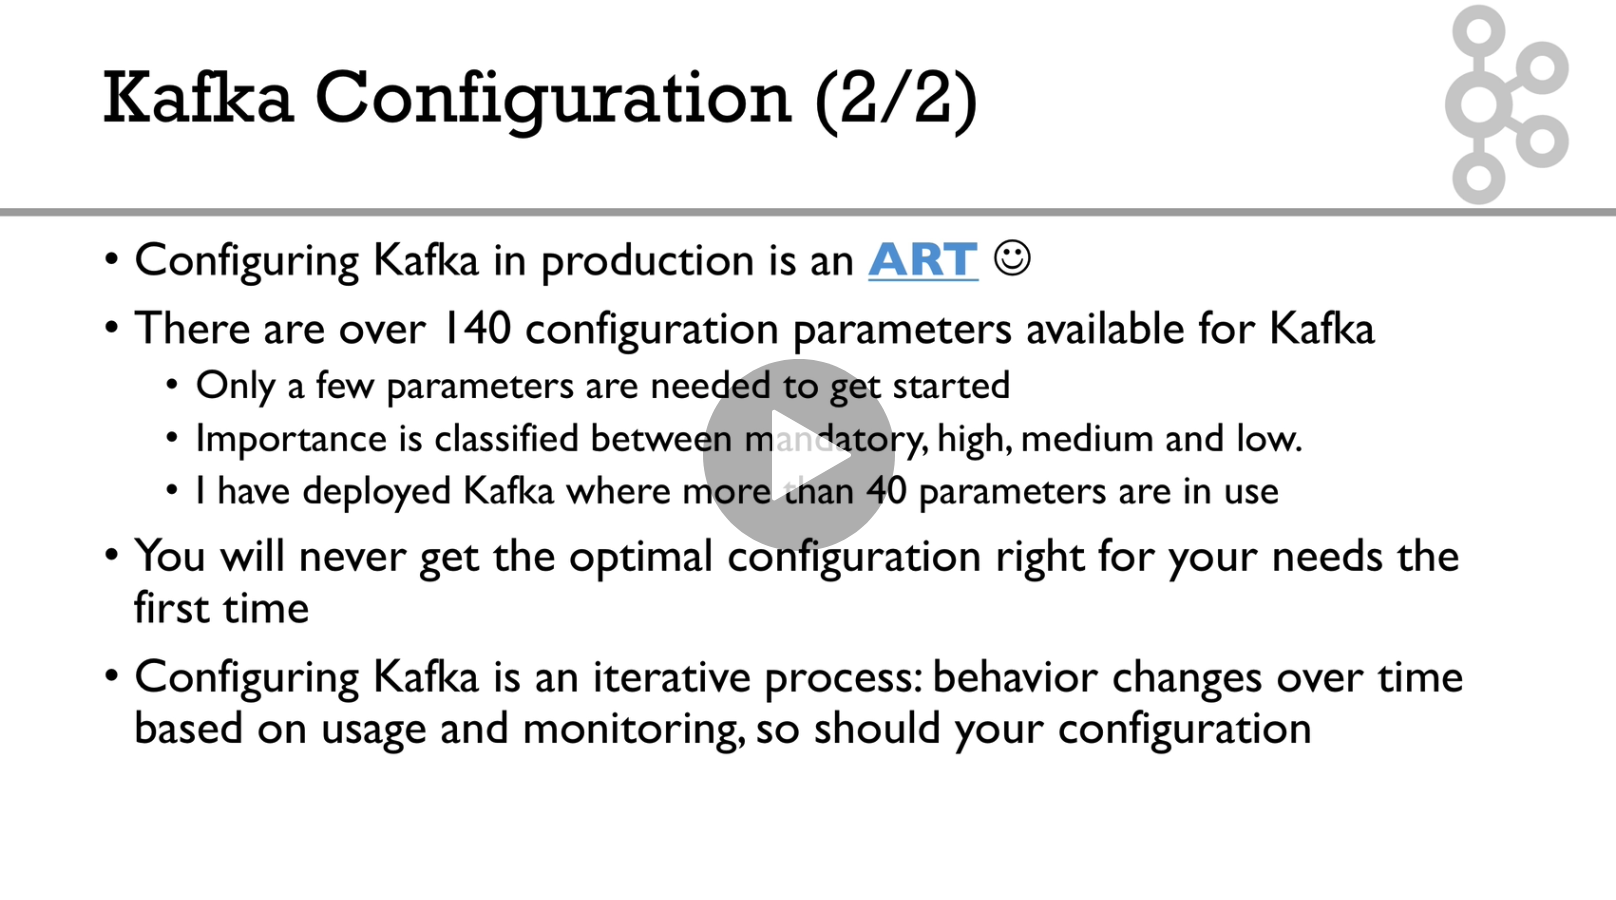 Kafka Configuration (2/2)
• Configuring Kafka in production is an ART ☺
• There are over 140 configuration parameters available for Kafka
• Only a few parameters are needed to get started
• Importance is classified between mandatory, high, medium and low.
• I have deployed Kafka where more than 40 parameters are in use
• You will never get the optimal configuration right for your needs the
first time
• Configuring Kafka is an iterative process: behavior changes over time
based on usage and monitoring, so should your configuration